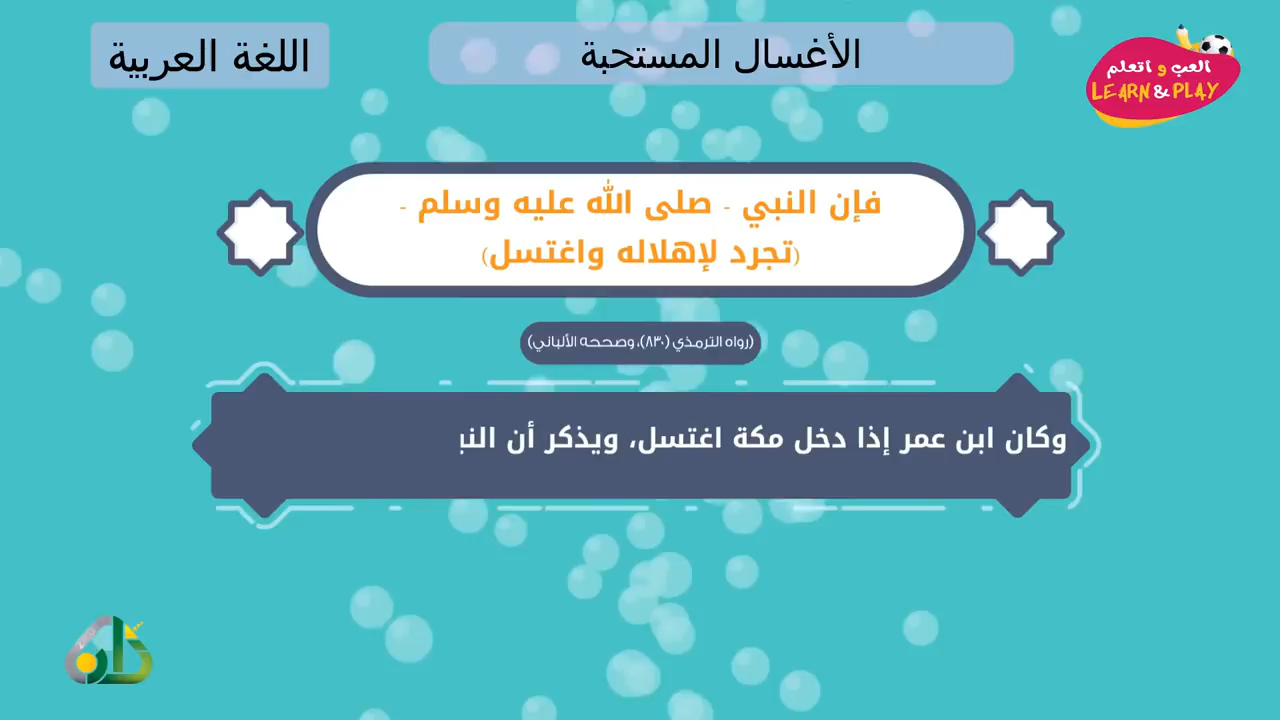 اللغة العربية
الأغسال المستحبة
العب و اتعلم
LEARN & PLAY
فإن النبي - صلى الله عليه وسلم -
(تجرد لإهلاله واغتسل)
(رواه الترمذي (٨٣٠)، وصححه الألباني)
وكان ابن عمر إذا دخل مكة اغتسل، ويذكر أن